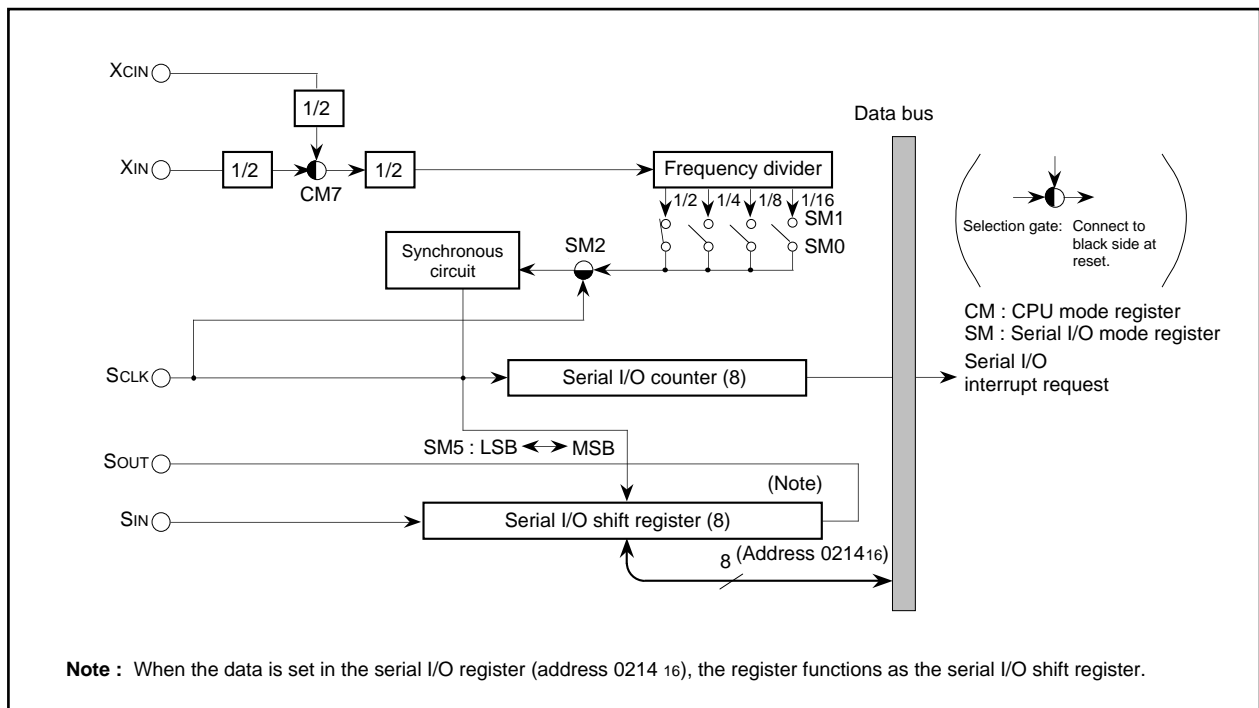 XCIN
1/2
Data bus
XIN
1/2
1/2
Frequency divider
CM7
1/2
1/4
1/8
1/16
SM1
SM0
Selection gate:
Connect to
black side at
reset.
Synchronous
circuit
SM2
CM : CPU mode register
SM : Serial I/O mode register
SCLK
Serial I/O counter (8)
Serial I/O
interrupt request
SM5 : LSB
MSB
SOUT
(Note)
SIN
Serial I/O shift register (8)
8
(Address 021416)
Note : When the data is set in the serial I/O register (address 0214 16), the register functions as the serial I/O shift register.